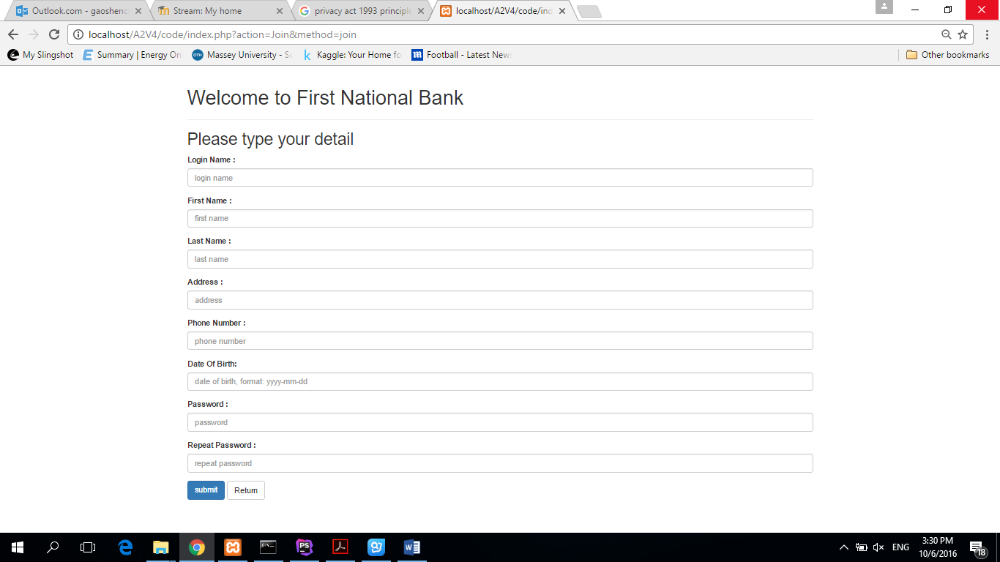 Outlook.com - gaoshenc
Stream: My home
privacy act 1993 principle
localhost/A2V4/code/ind
localhost/A2V4/code/index.php?action=Join&method=join
My Slingshot
Summary | Energy On
Massey University - Sc
Kaggle: Your Home fo
Football - Latest News
Other bookmarks
Welcome to First National Bank
Please type your detail
Login Name :
login name
First Name :
first name
Last Name :
last name
Address :
address
Phone Number :
phone number
Date Of Birth:
date of birth, format: yyyy-mm-dd
Password :
password
Repeat Password :
repeat password
submit Return
ENG
3:30 PM
10/6/2016
18